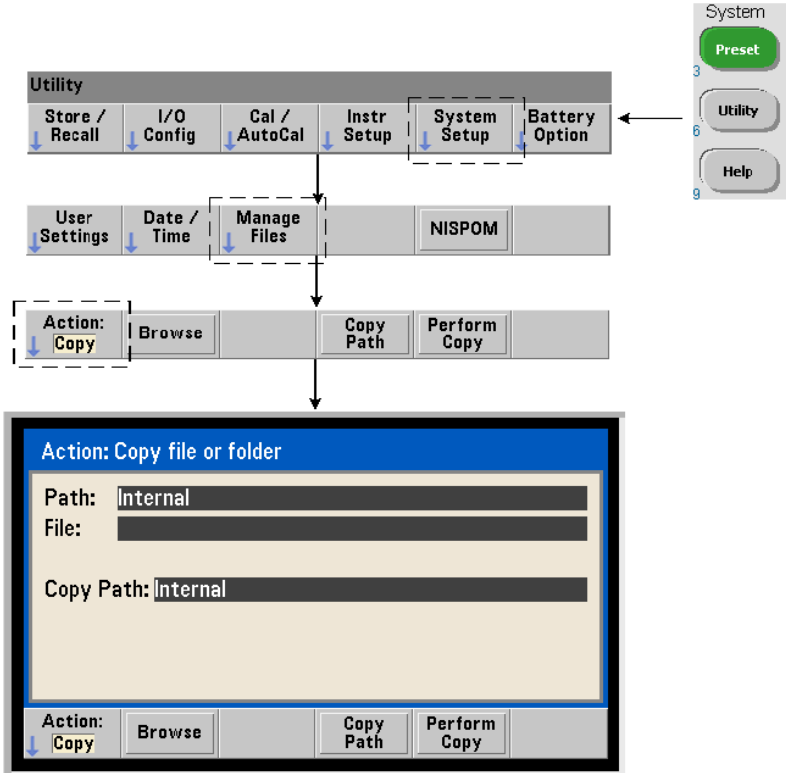 System
Preset
3
Utility
6
Help
9
Utility
Store / Recall
I/O Config
Cal / AutoCal
Instr Setup
System Setup
Battery Option
User Settings
Date / Time
Manage Files
NISPOM
Action: Copy
Browse
Copy Path
Perform Copy
Action: Copy file or folder
Path: Internal
File:
Copy Path: Internal
Action: Copy
Browse
Copy Path
Perform Copy